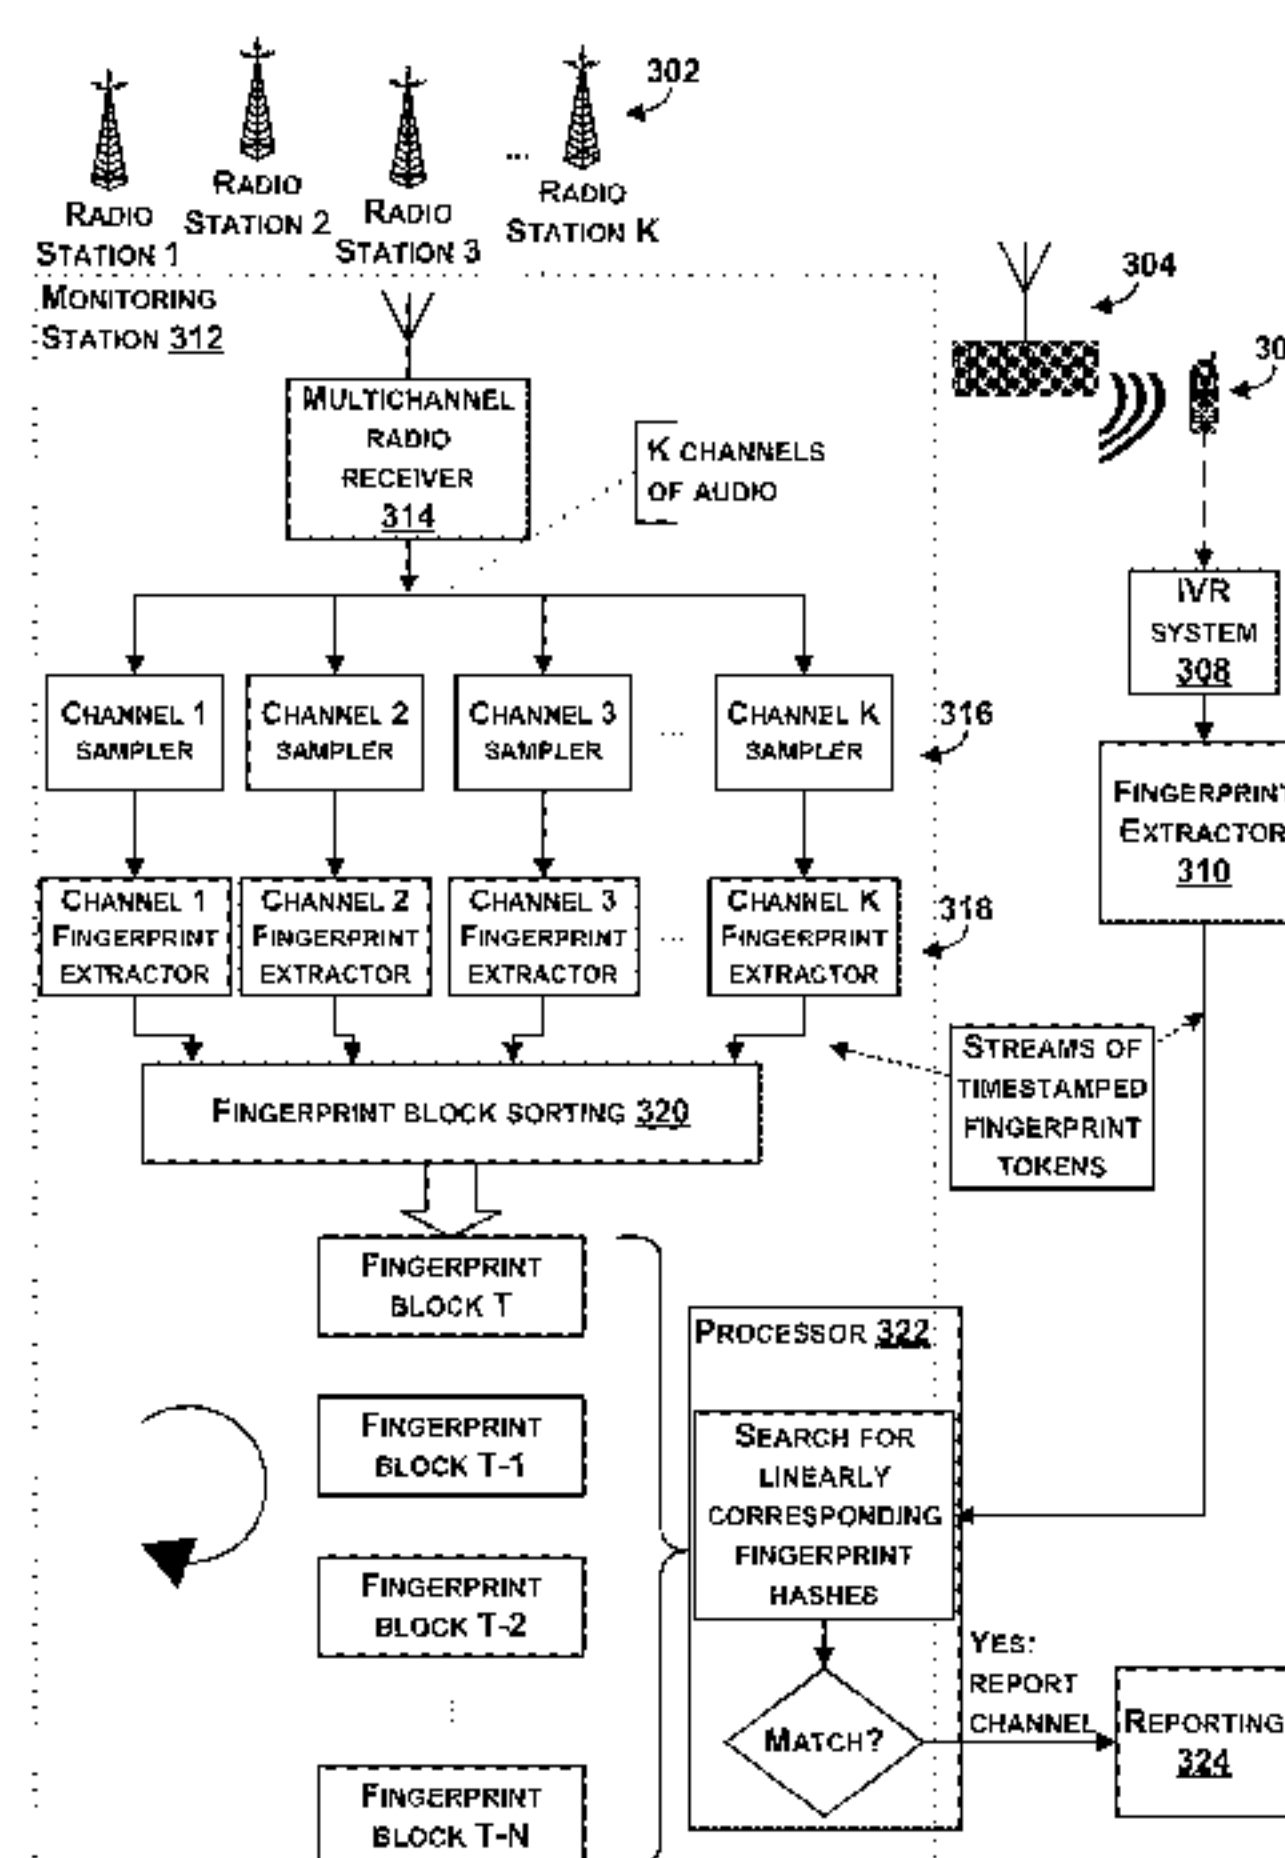 302
RADIO
STATION 1
RADIO
STATION 2
RADIO
STATION 3
...
RADIO
STATION K
MONITORING
STATION 312
304
MULTICHANNEL
RADIO
RECEIVER
314
K CHANNELS
OF AUDIO
IVR
SYSTEM
308
CHANNEL 1
SAMPLER
CHANNEL 2
SAMPLER
CHANNEL 3
SAMPLER
...
CHANNEL K
SAMPLER
316
FINGERPRINT
EXTRACTOR
310
CHANNEL 1
FINGERPRINT
EXTRACTOR
CHANNEL 2
FINGERPRINT
EXTRACTOR
CHANNEL 3
FINGERPRINT
EXTRACTOR
...
CHANNEL K
FINGERPRINT
EXTRACTOR
318
STREAMS OF
TIMESTAMPED
FINGERPRINT
TOKENS
FINGERPRINT BLOCK SORTING 320
FINGERPRINT
BLOCK T
FINGERPRINT
BLOCK T-1
FINGERPRINT
BLOCK T-2
FINGERPRINT
BLOCK T-N
PROCESSOR 322
SEARCH FOR
LINEARLY
CORRESPONDING
FINGERPRINT
HASHES
MATCH?
YES:
REPORT
CHANNEL
REPORTING
324